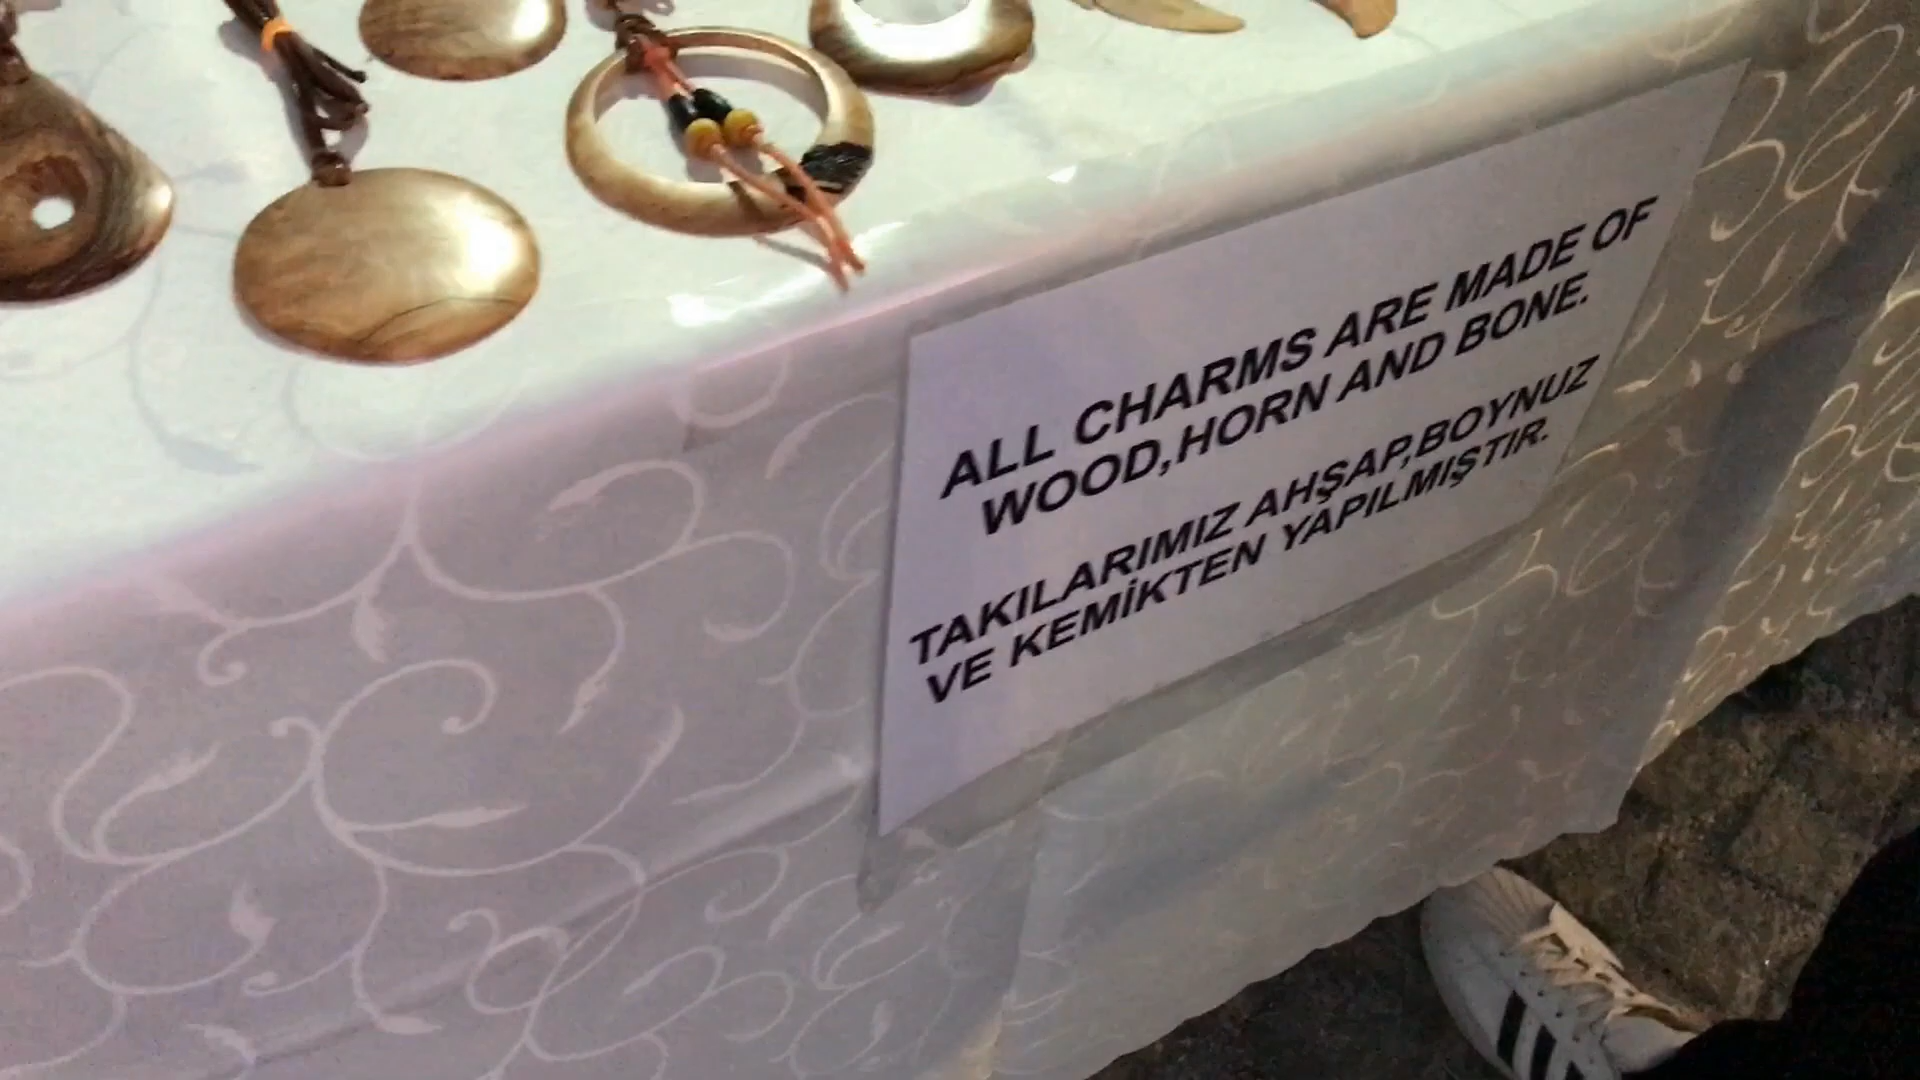 ALL CHARMS ARE MADE OF
WOOD,HORN AND BONE.
TAKILARIMIZ AHŞAP,BOYNUZ
VE KEMİKTEN YAPILMIŞTIR.